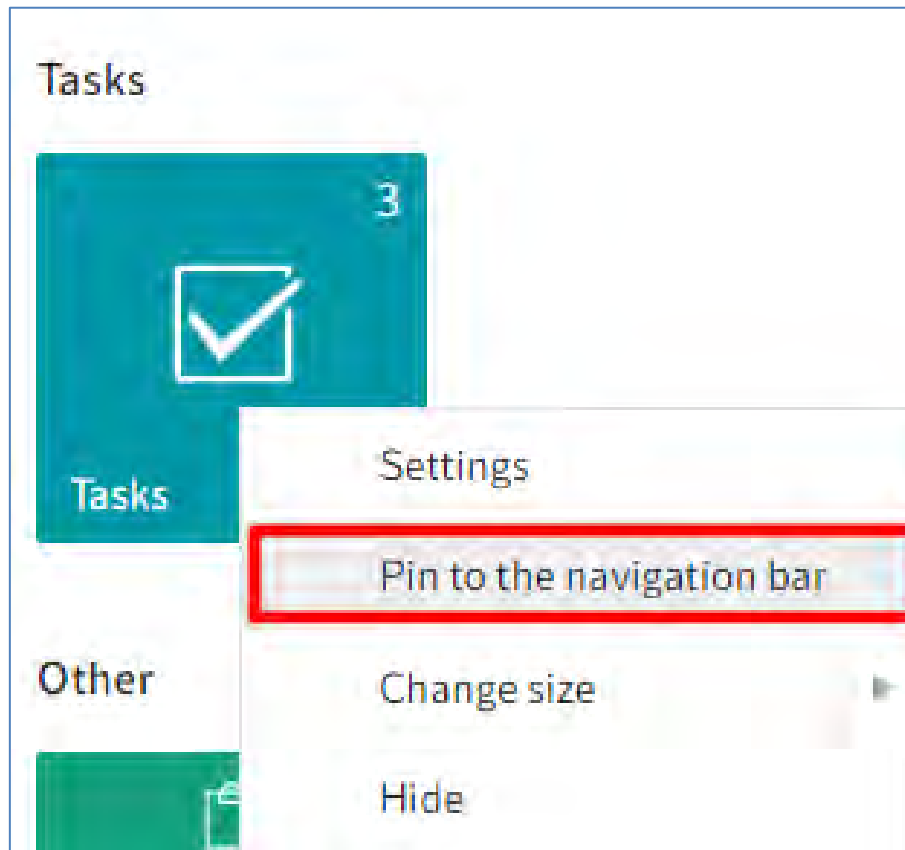 Tasks
3
Tasks
Settings
Pin to the navigation bar
Other
Change size
Hide